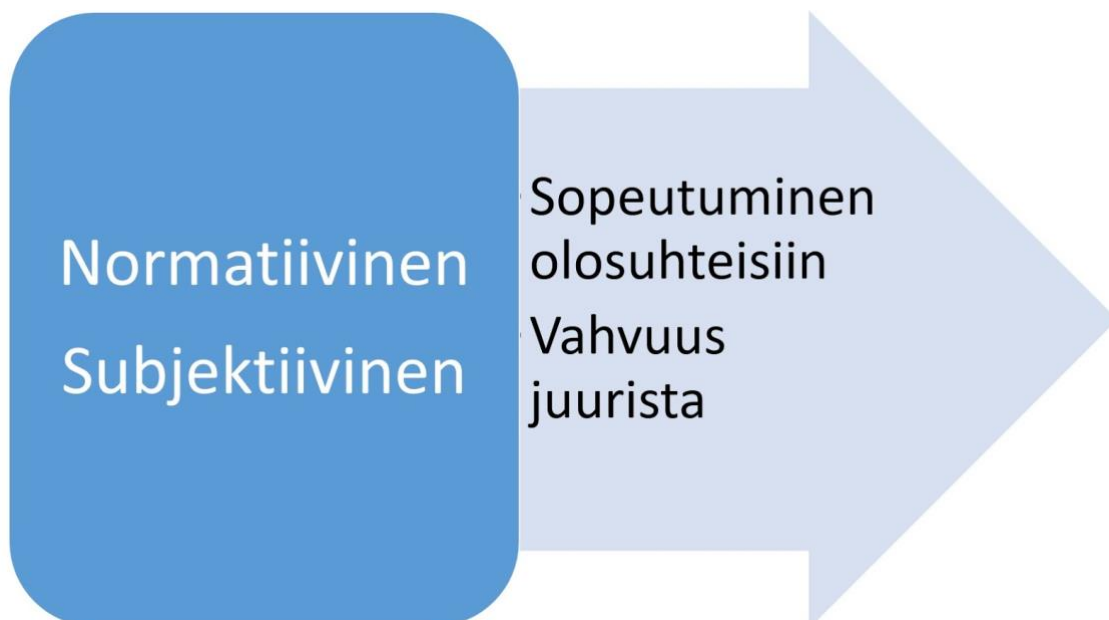 Normatiivinen
Subjektiivinen
Sopeutuminen
olosuhteisiin
Vahvuus
juurista